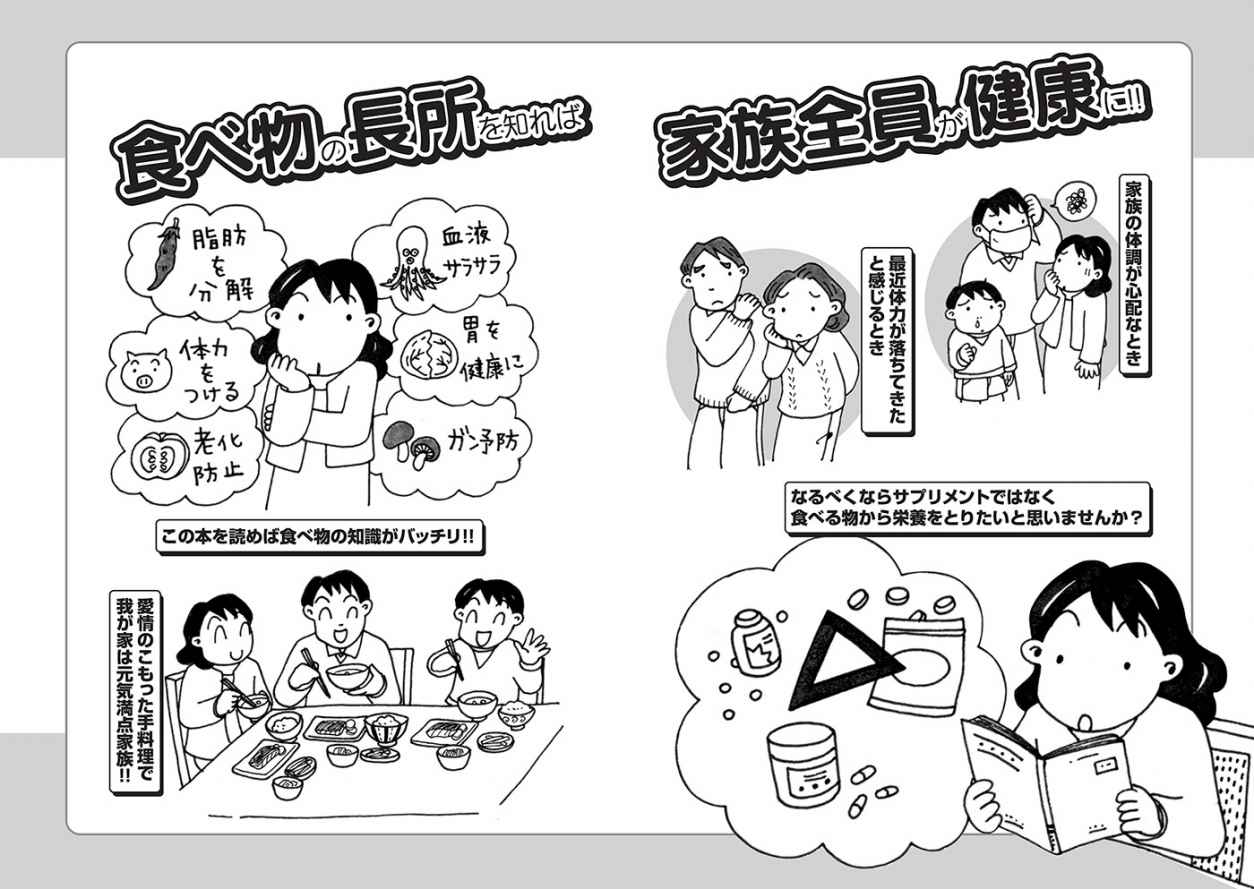 食べ物の長所を知れば
家族全員が健康に!!
家族の体調が心配なとき
最近体力が落ちてきた
と感じるとき
なるべくならサプリメントではなく
食べる物から栄養をとりたいと思いませんか？
脂肪
を
分解
血液
サラサラ
体力
を
つける
胃を
健康に
老化
防止
ガン予防
この本を読めば食べ物の知識がバッチリ!!
愛情のこもった手料理で
我が家は元気満点家族!!